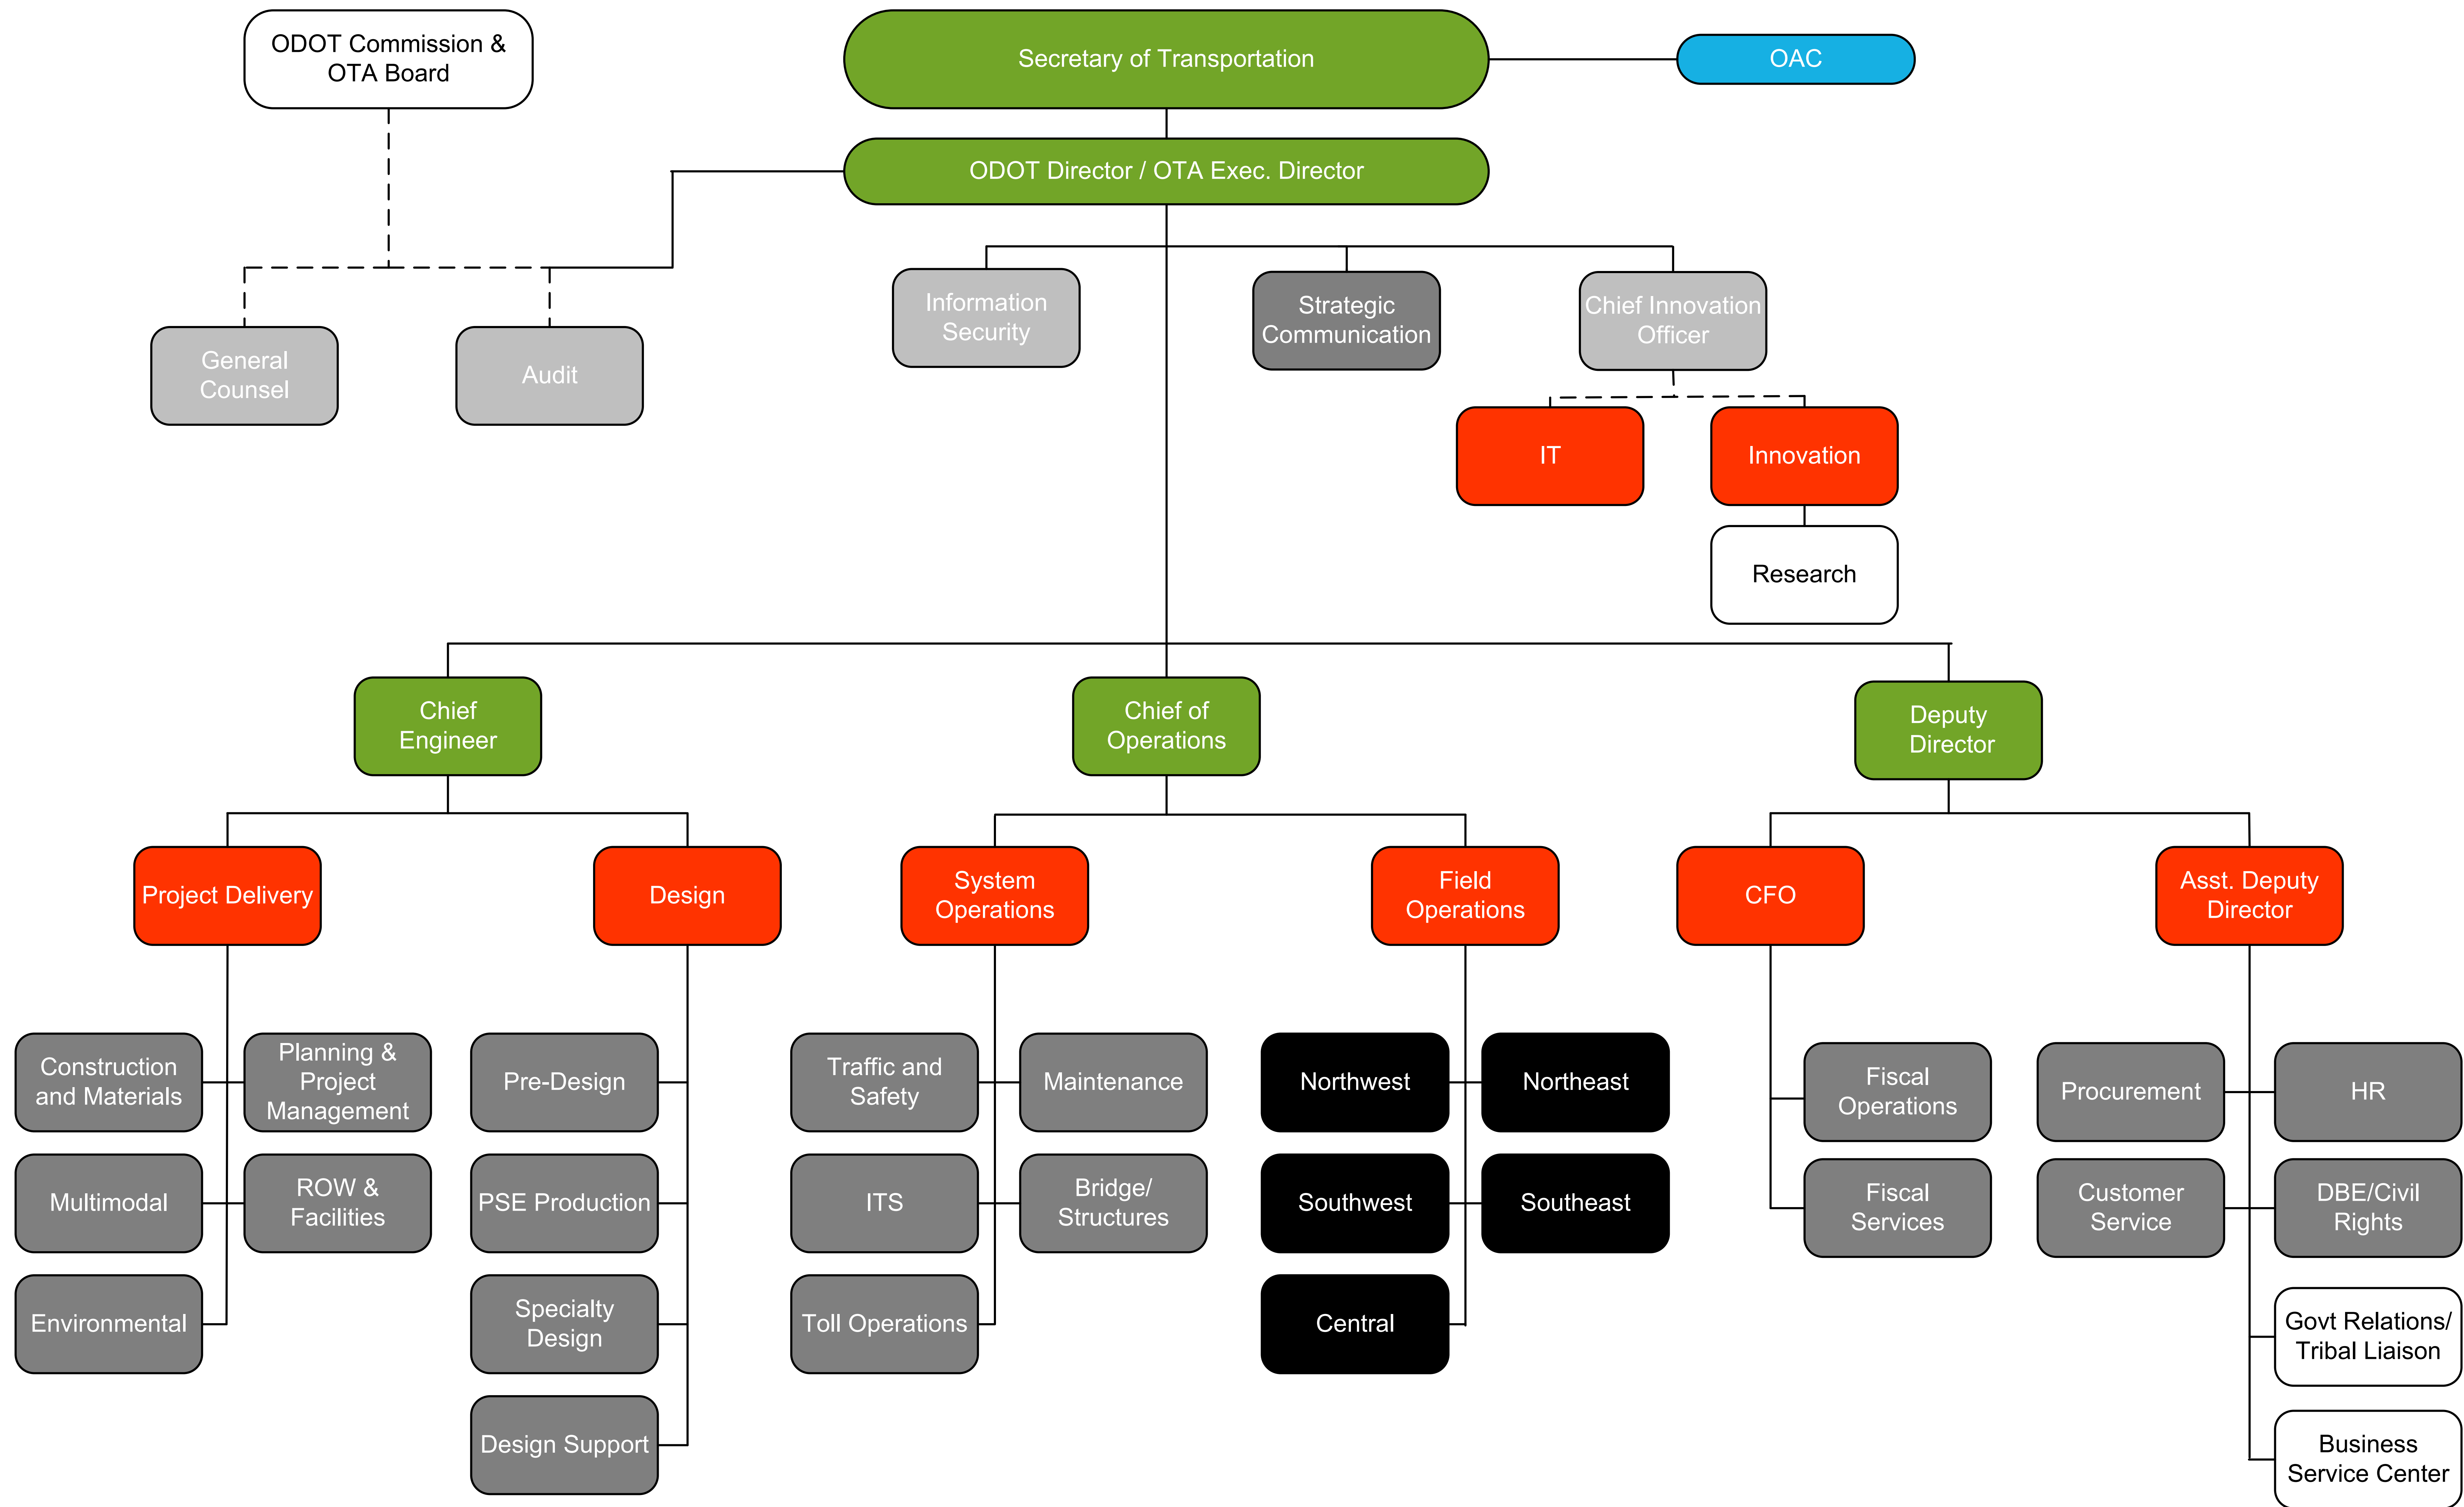 ODOT Commission &
OTA Board
Secretary of Transportation
OAC
ODOT Director / OTA Exec. Director
General
Counsel
Audit
Information
Security
Strategic
Communication
Chief Innovation
Officer
IT
Innovation
Research
Chief
Engineer
Chief of
Operations
Deputy
Director
Project Delivery
Design
System
Operations
Field
Operations
CFO
Asst. Deputy
Director
Construction
and Materials
Planning &
Project
Management
Multimodal
ROW &
Facilities
Environmental
Pre-Design
PSE Production
Specialty
Design
Design Support
Traffic and
Safety
Maintenance
ITS
Bridge/
Structures
Toll Operations
Northwest
Northeast
Southwest
Southeast
Central
Fiscal
Operations
Fiscal
Services
Procurement
HR
Customer
Service
DBE/Civil
Rights
Govt Relations/
Tribal Liaison
Business
Service Center